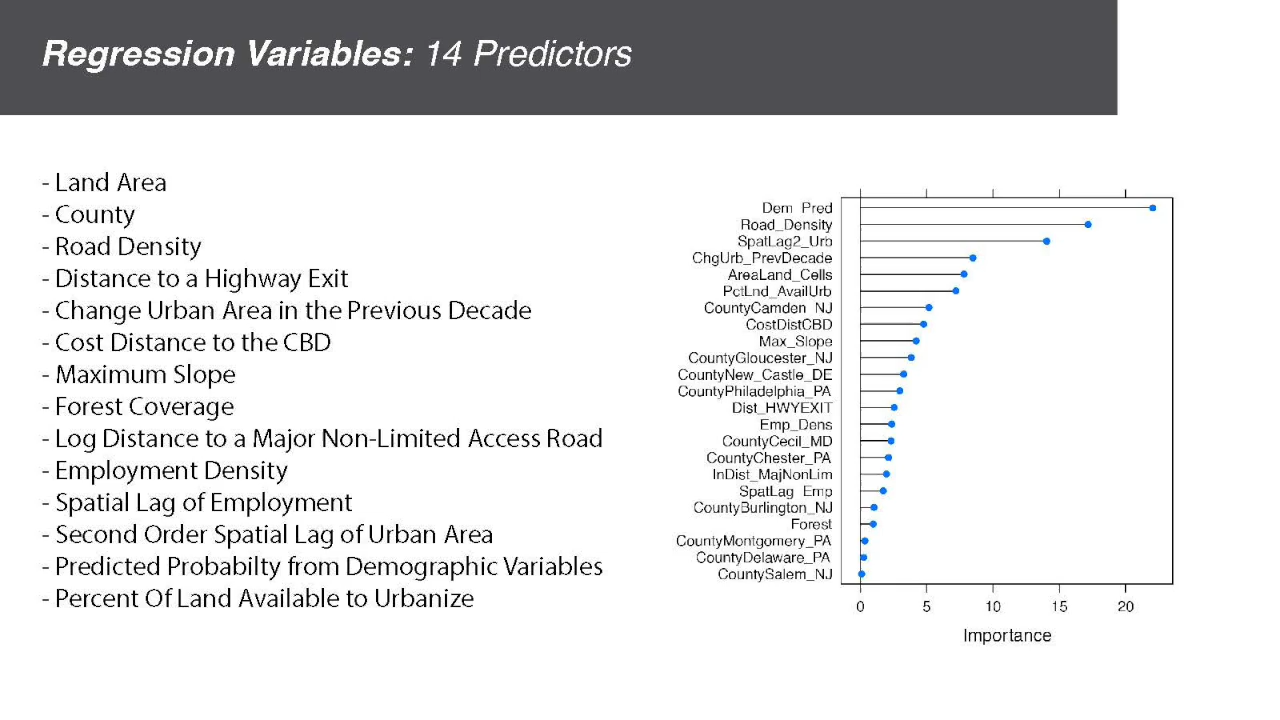 Regression Variables: 14 Predictors
- Land Area
- County
- Road Density
- Distance to a Highway Exit
- Change Urban Area in the Previous Decade
- Cost Distance to the CBD
- Maximum Slope
- Forest Coverage
- Log Distance to a Major Non-Limited Access Road
- Employment Density
- Spatial Lag of Employment
- Second Order Spatial Lag of Urban Area
- Predicted Probabilty from Demographic Variables
- Percent Of Land Available to Urbanize
Dem_Pred
Road_Density
SpatLag2_Urb
ChgUrb_PrevDecade
AreaLand_Cells
PctLnd_AvailUrb
CountyCamden_NJ
CostDistCBD
Max_Slope
CountyGloucester_NJ
CountyNew_Castle_DE
CountyPhiladelphia_PA
Dist_HWYEXIT
Emp_Dens
CountyCecil_MD
CountyChester_PA
lnDist_MajNonLim
SpatLag_Emp
CountyBurlington_NJ
Forest
CountyMontgomery_PA
CountyDelaware_PA
CountySalem_NJ
0 5 10 15 20
Importance